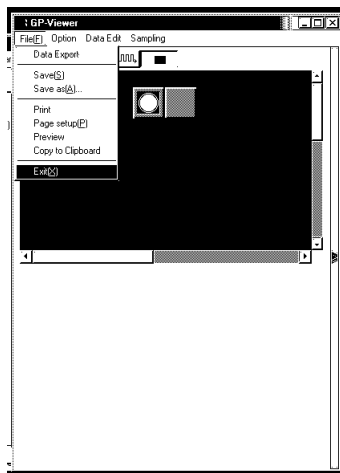 GP-Viewer
File(F) Option Data Edit Sampling
Data Export
Save(S)
Save as(A)...
Print
Page setup(P)
Preview
Copy to Clipboard
Exit(X)